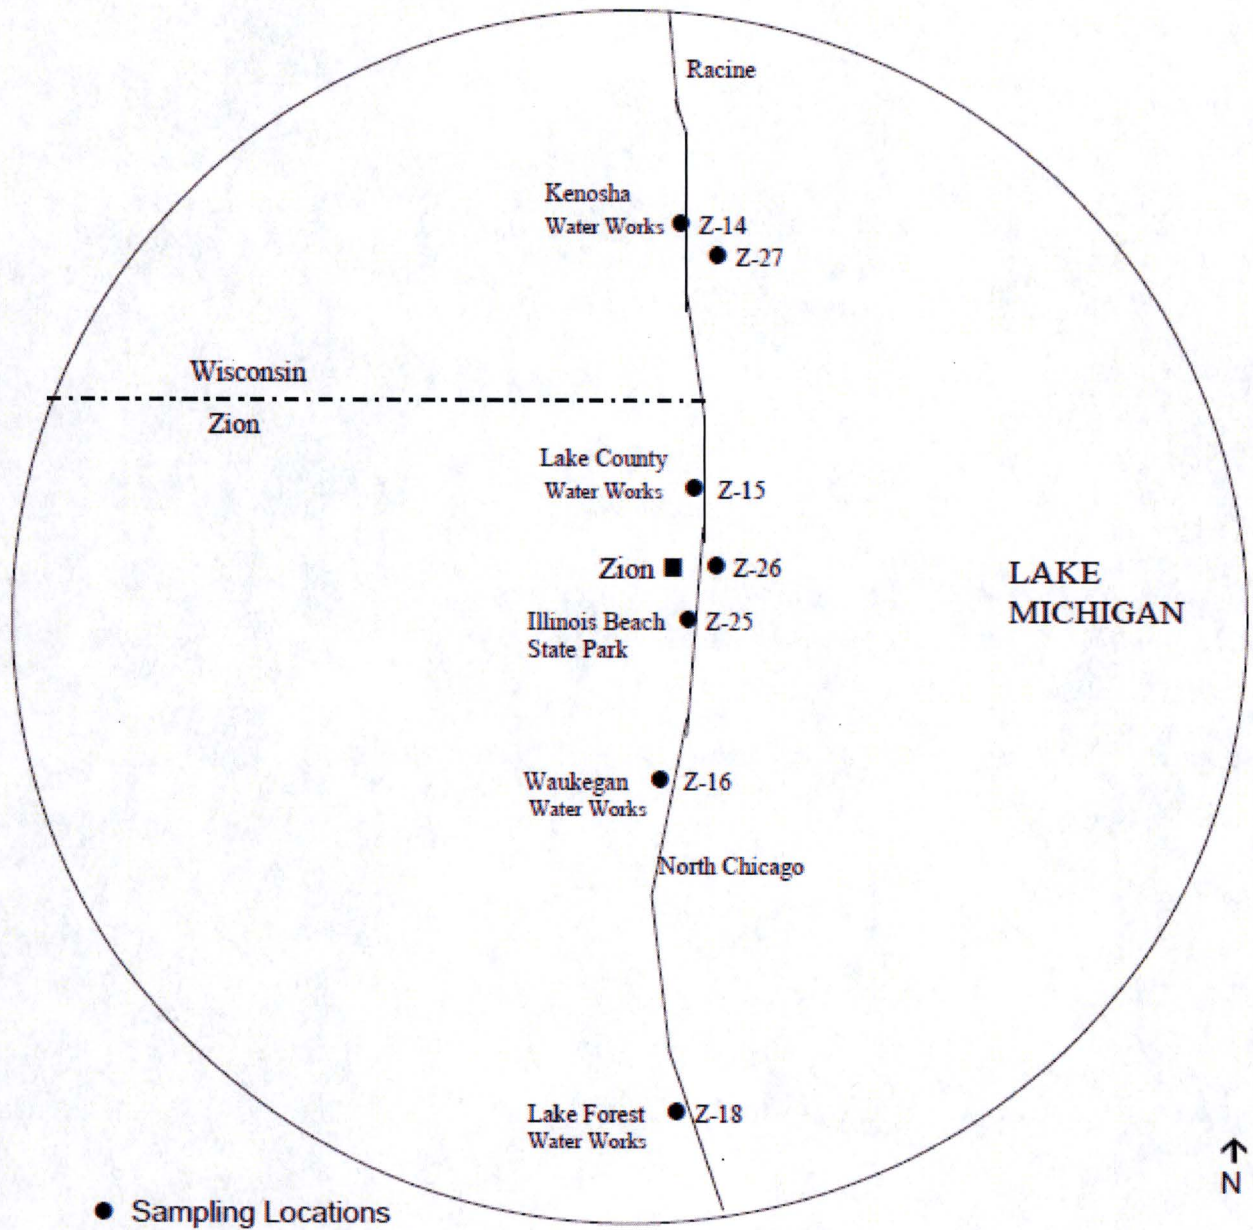 Racine
Kenosha
Water Works
Z-14
Z-27
Wisconsin
Zion
Lake County
Water Works
Z-15
Zion
Z-26
LAKE
MICHIGAN
Illinois Beach
State Park
Z-25
Waukegan
Water Works
Z-16
North Chicago
Lake Forest
Water Works
Z-18
N
Sampling Locations